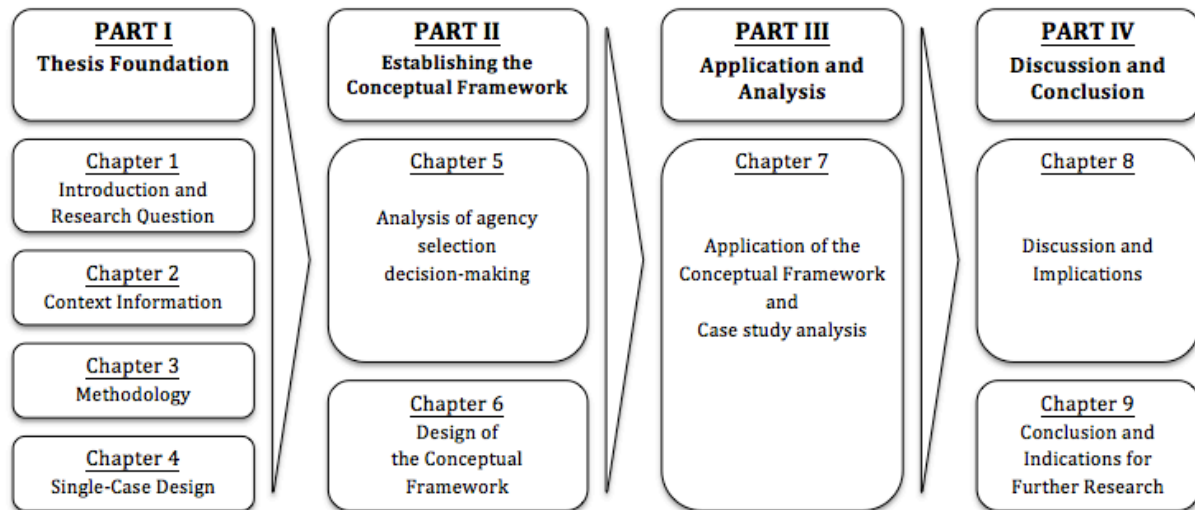 PART I
Thesis Foundation
Chapter 1
Introduction and
Research Question
Chapter 2
Context Information
Chapter 3
Methodology
Chapter 4
Single-Case Design
PART II
Establishing the
Conceptual Framework
Chapter 5
Analysis of agency
selection
decision-making
Chapter 6
Design of
the Conceptual
Framework
PART III
Application and
Analysis
Chapter 7
Application of the
Conceptual Framework
and
Case study analysis
PART IV
Discussion and
Conclusion
Chapter 8
Discussion and
Implications
Chapter 9
Conclusion and
Indications for
Further Research